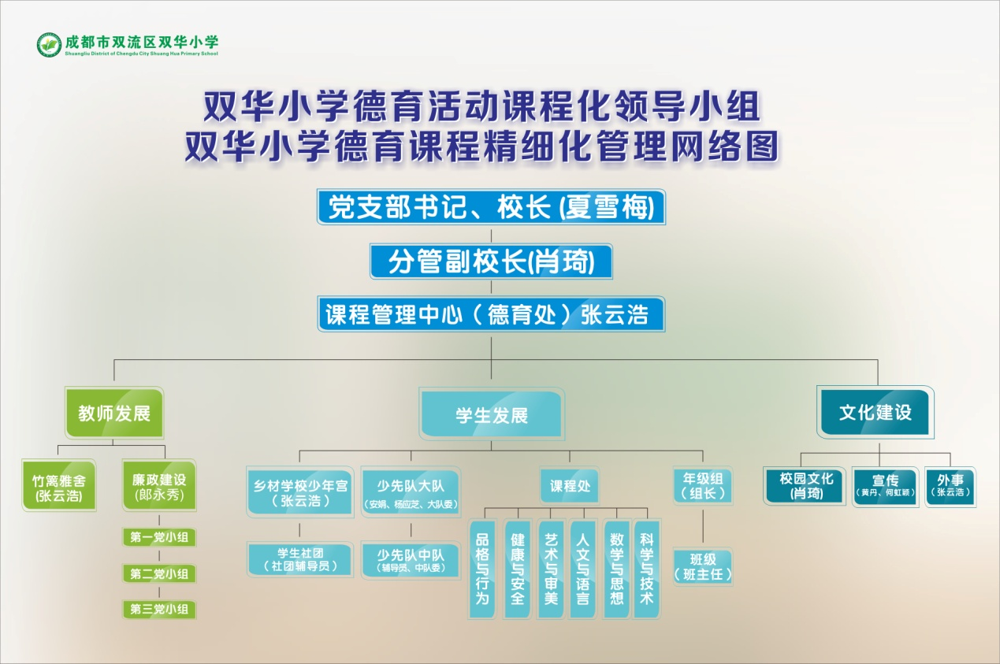 成都市双流区双华小学
Shuangliu District of Chengdu City Shuang Hua Primary School
双华小学德育活动课程化领导小组
双华小学德育课程精细化管理网络图
党支部书记、校长(夏雪梅)
分管副校长(肖琦)
课程管理中心（德育处）张云浩
教师发展
学生发展
文化建设
竹篱雅舍
(张云浩)
廉政建设
(郎永秀)
第一党小组
第二党小组
第三党小组
乡村学校少年宫
（张云浩）
学生社团
（社团辅导员）
少先队大队
（安娟、杨应芝、大队委）
少先队中队
（辅导员、中队委）
课程处
品格与行为
健康与安全
艺术与审美
人文与语言
数学与思想
科学与技术
年级组
（组长）
班级
（班主任）
校园文化
(肖琦)
宣传
（黄丹、何虹颖）
外事
（张云浩）